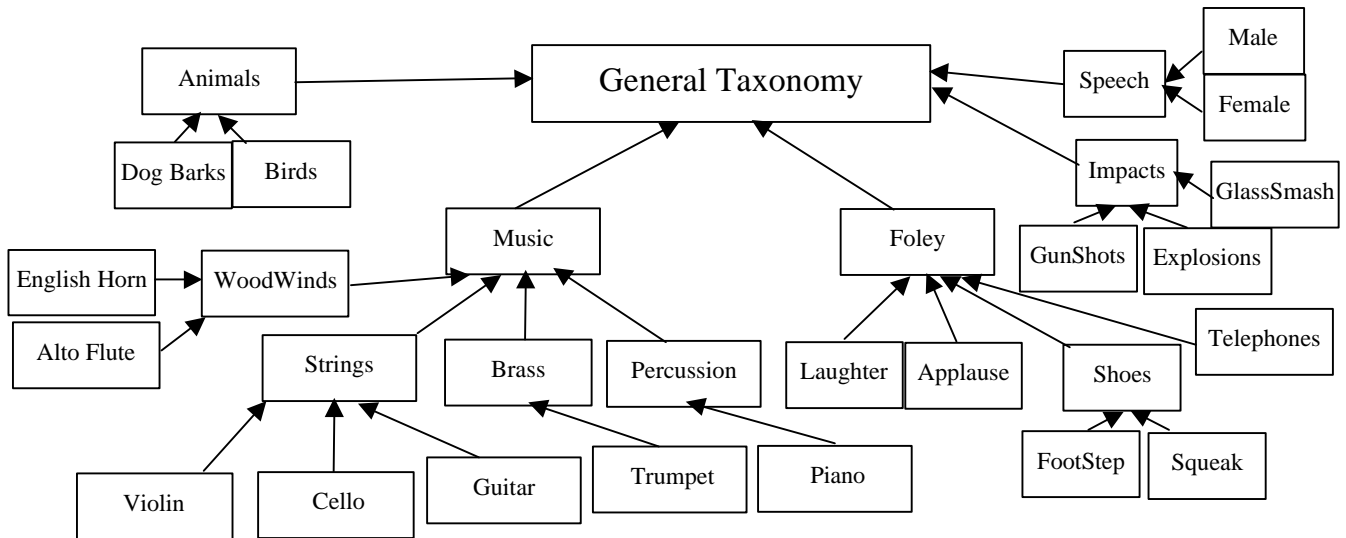 Male
Animals
General Taxonomy
Speech
Female
Dog Barks
Birds
Impacts
GlassSmash
Music
Foley
GunShots
Explosions
English Horn
WoodWinds
Alto Flute
Strings
Brass
Percussion
Laughter
Applause
Shoes
Telephones
FootStep
Squeak
Violin
Cello
Guitar
Trumpet
Piano